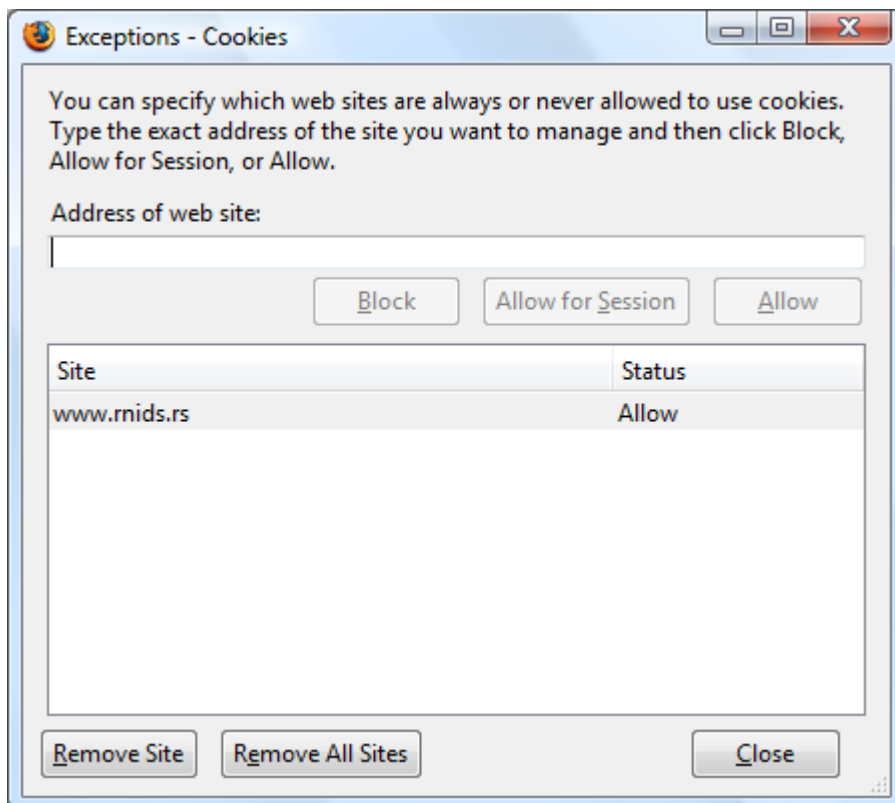 Exceptions - Cookies
You can specify which web sites are always or never allowed to use cookies.
Type the exact address of the site you want to manage and then click Block,
Allow for Session, or Allow.
Address of web site:
Block Allow for Session Allow
Site Status
www.rnids.rs Allow
Remove Site Remove All Sites Close